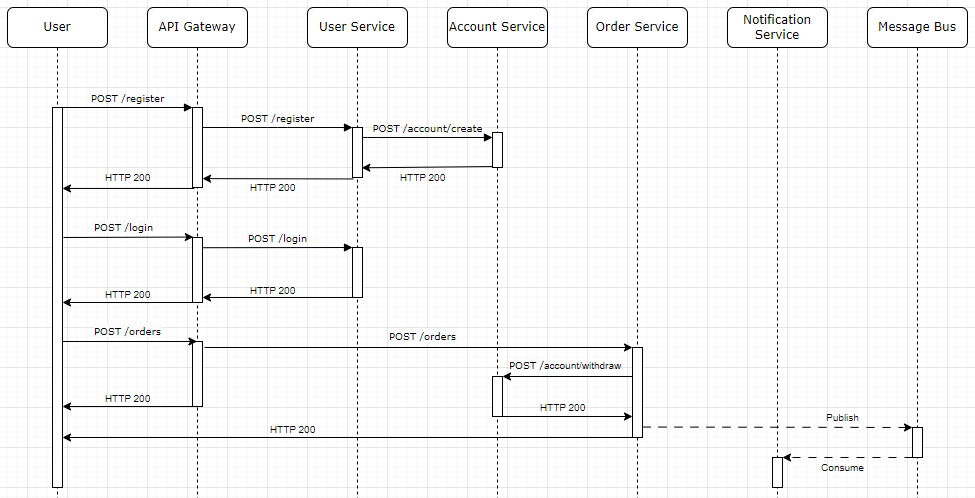 User
API Gateway
User Service
Account Service
Order Service
Notification
Service
Message Bus
POST /register
POST /register
POST /account/create
HTTP 200
HTTP 200
HTTP 200
POST /login
POST /login
HTTP 200
HTTP 200
POST /orders
POST /orders
POST /account/withdraw
HTTP 200
HTTP 200
Publish
HTTP 200
Consume